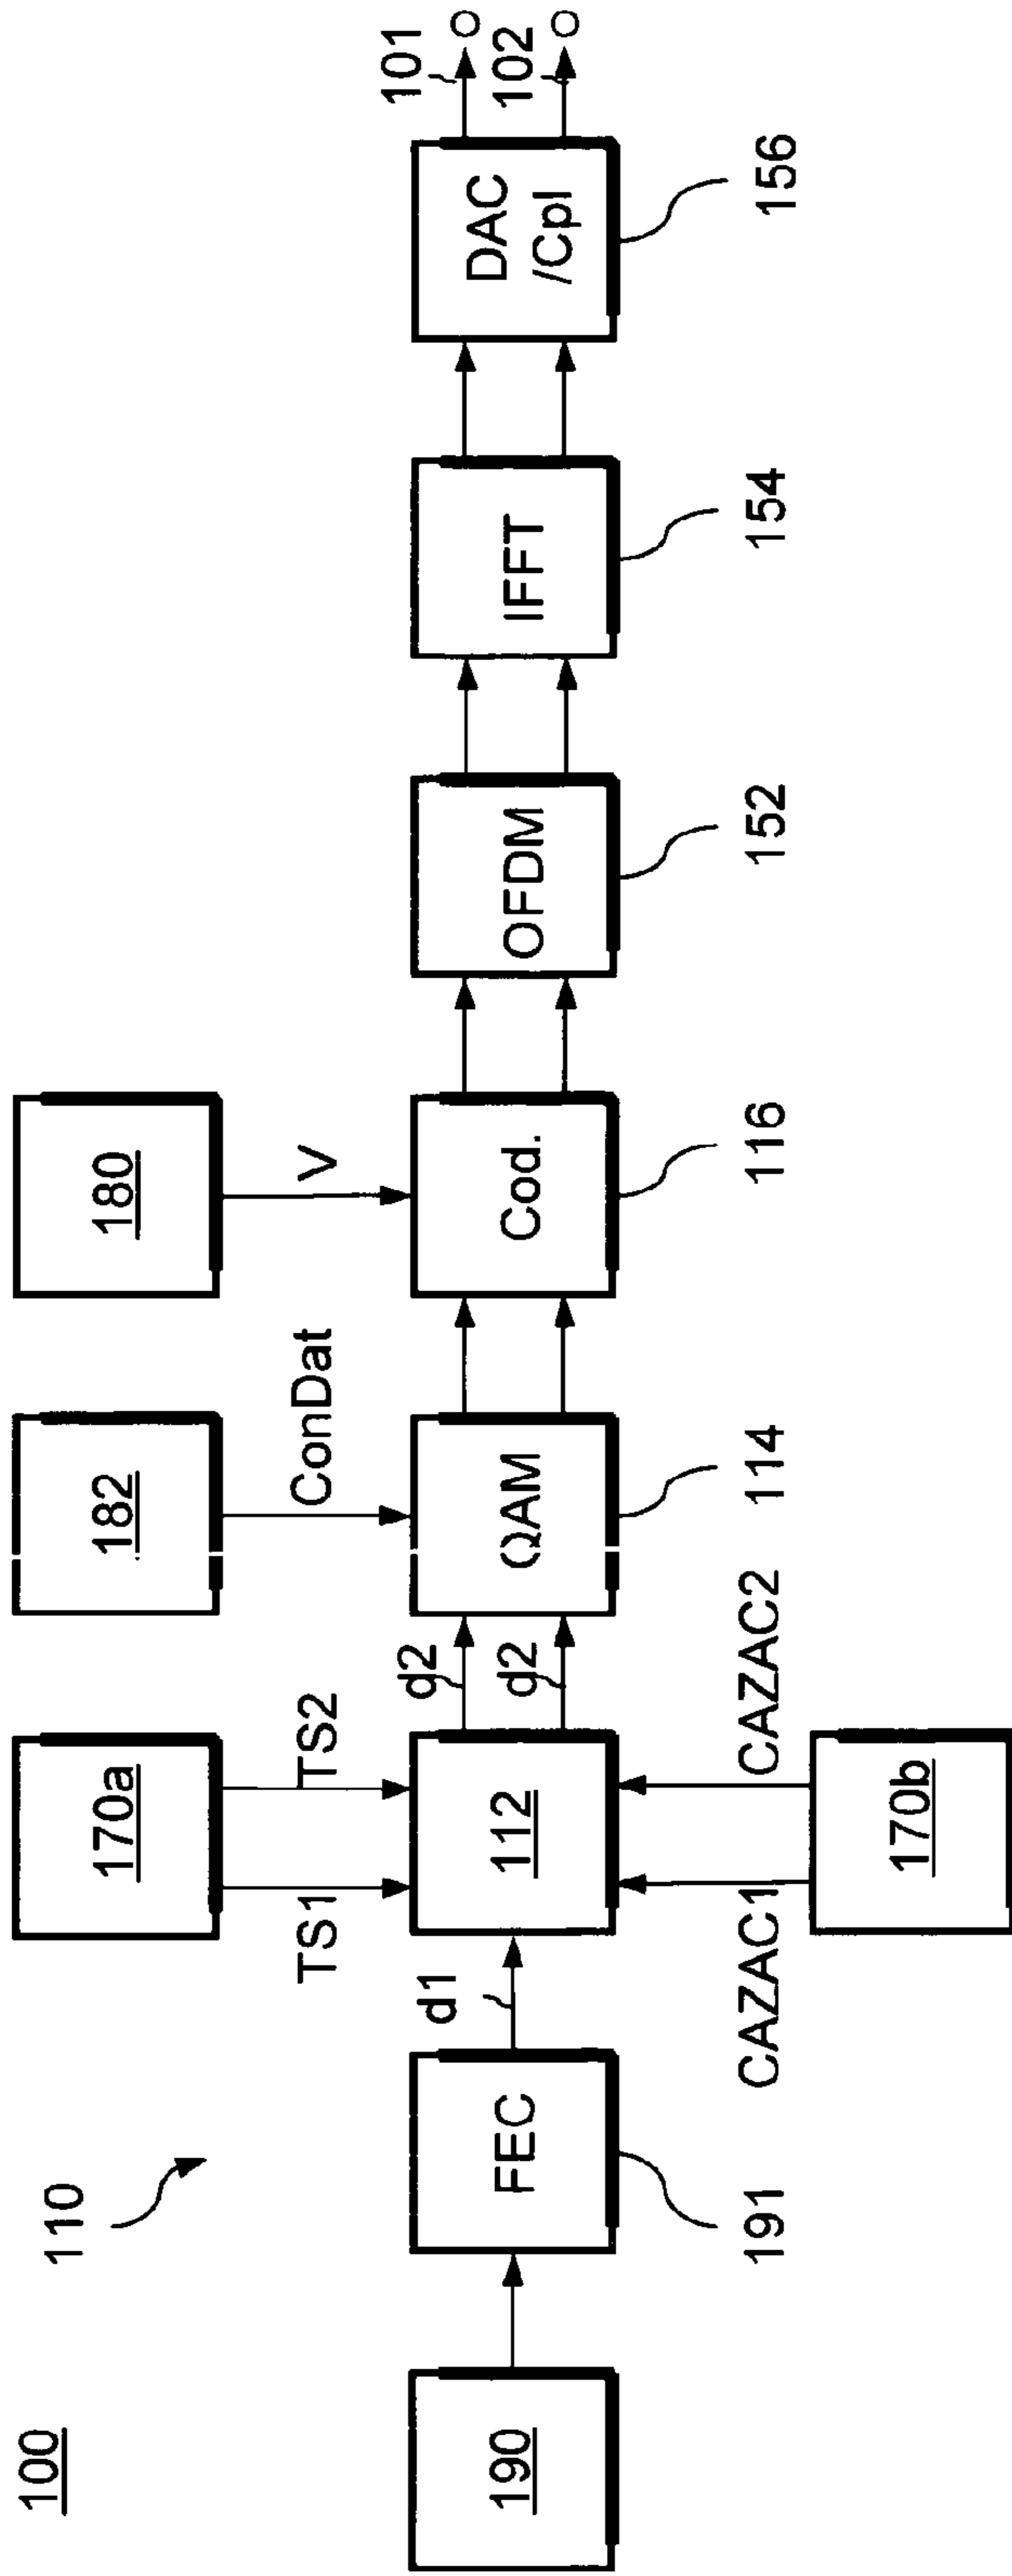 100
110
190
FEC
191
d1
170a
TS1
TS2
112
CAZAC1
CAZAC2
170b
d2
d2
182
ConDat
QAM
114
180
V
Cod.
116
OFDM
152
IFFT
154
DAC
/Cpl
156
101
102